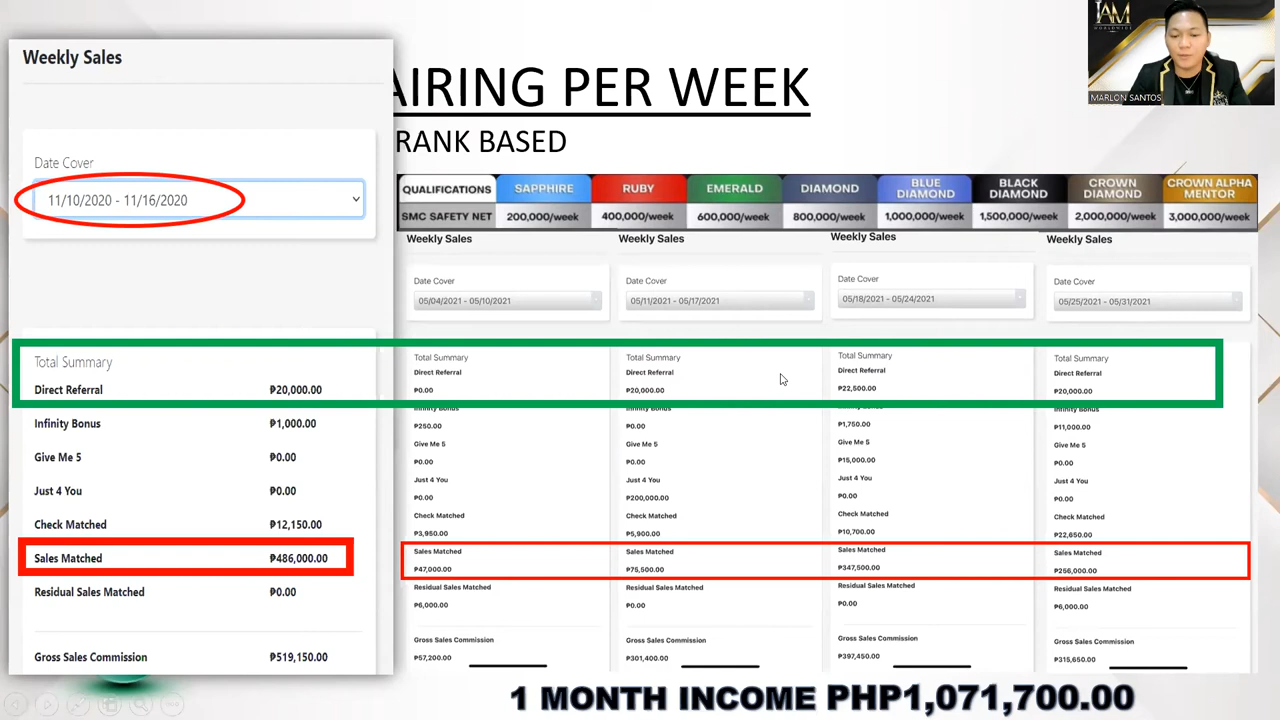 Weekly Sales
Date Cover
11/10/2020 - 11/16/2020
Total Summary
Direct Referral ₱20,000.00
Infinity Bonus ₱1,000.00
Give Me 5 ₱0.00
Just 4 You ₱0.00
Check Matched ₱12,150.00
Sales Matched ₱486,000.00
Residual Sales Matched ₱0.00
Gross Sales Commission ₱519,150.00
AIRING PER WEEK
RANK BASED
IAM
WORLDWIDE
MARLON SANTOS
QUALIFICATIONS SAPPHIRE RUBY EMERALD DIAMOND BLUE DIAMOND BLACK DIAMOND CROWN DIAMOND CROWN ALPHA MENTOR
SMC SAFETY NET 200,000/week 400,000/week 600,000/week 800,000/week 1,000,000/week 1,500,000/week 2,000,000/week 3,000,000/week
Weekly Sales
Date Cover
05/04/2021 - 05/10/2021
Total Summary
Direct Referral
₱0.00
Infinity Bonus
₱250.00
Give Me 5
₱0.00
Just 4 You
₱0.00
Check Matched
₱3,950.00
Sales Matched
₱47,000.00
Residual Sales Matched
₱6,000.00
Gross Sales Commission
₱57,200.00
Weekly Sales
Date Cover
05/11/2021 - 05/17/2021
Total Summary
Direct Referral
₱20,000.00
Infinity Bonus
₱0.00
Give Me 5
₱0.00
Just 4 You
₱200,000.00
Check Matched
₱5,900.00
Sales Matched
₱75,500.00
Residual Sales Matched
₱0.00
Gross Sales Commission
₱301,400.00
Weekly Sales
Date Cover
05/18/2021 - 05/24/2021
Total Summary
Direct Referral
₱22,500.00
Infinity Bonus
₱1,750.00
Give Me 5
₱15,000.00
Just 4 You
₱0.00
Check Matched
₱10,700.00
Sales Matched
₱347,500.00
Residual Sales Matched
₱0.00
Gross Sales Commission
₱397,450.00
Weekly Sales
Date Cover
05/25/2021 - 05/31/2021
Total Summary
Direct Referral
₱20,000.00
Infinity Bonus
₱11,000.00
Give Me 5
₱0.00
Just 4 You
₱0.00
Check Matched
₱22,650.00
Sales Matched
₱256,000.00
Residual Sales Matched
₱6,000.00
Gross Sales Commission
₱315,650.00
1 MONTH INCOME PHP1,071,700.00